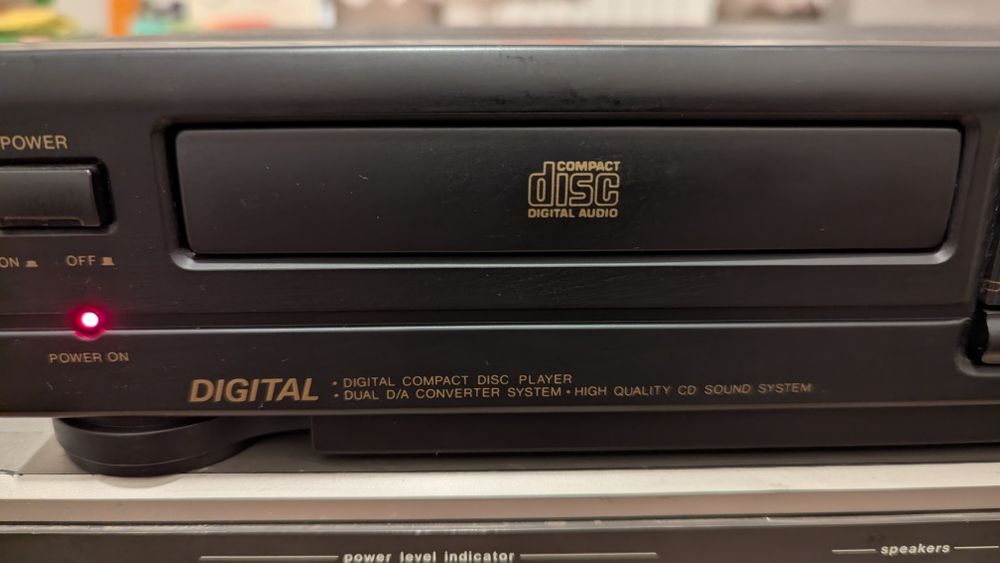 POWER
COMPACT
disc
DIGITAL AUDIO
ON OFF
POWER ON
DIGITAL
• DIGITAL COMPACT DISC PLAYER
• DUAL D/A CONVERTER SYSTEM • HIGH QUALITY CD SOUND SYSTEM
power level indicator speakers